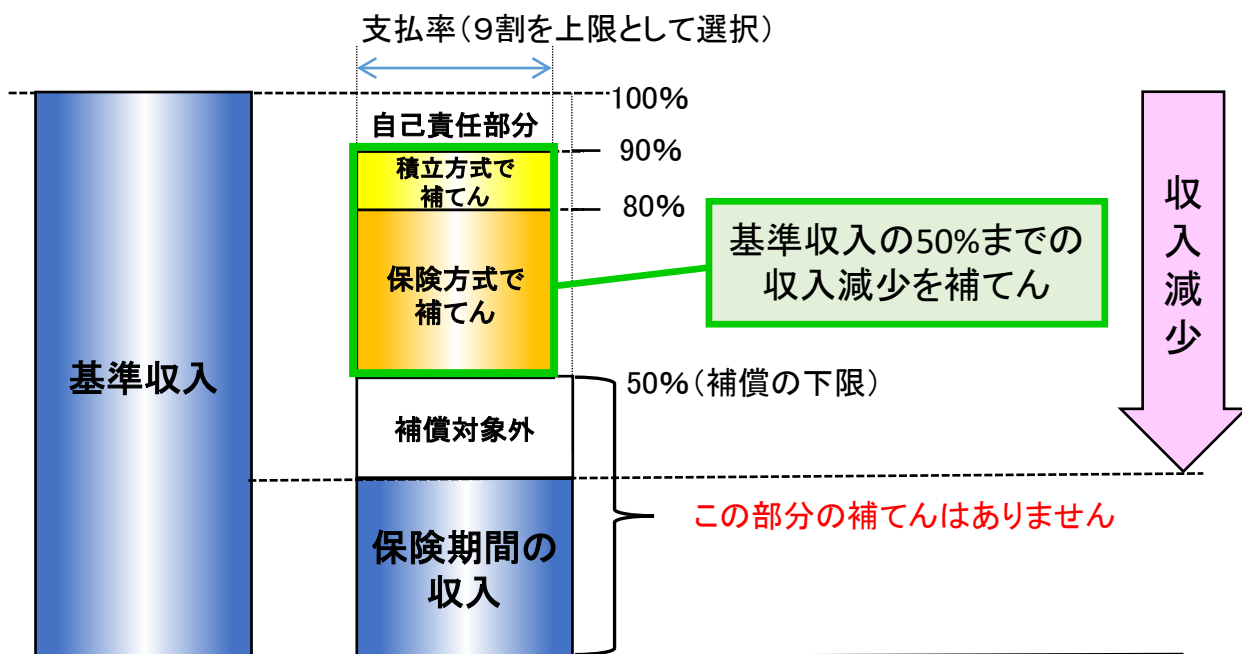 支払率(9割を上限として選択)
100%
自己責任部分
90%
積立方式で
補てん
80%
基準収入の50%までの
収入減少を補てん
保険方式で
補てん
収入減少
基準収入
50%(補償の下限)
補償対象外
この部分の補てんはありません
保険期間の
収入